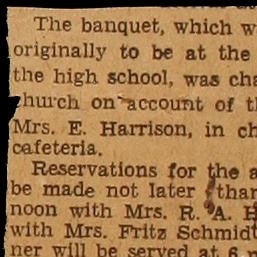 The banquet, which w
originally to be at the
the high school, was cha
church on account of t
Mrs. E. Harrison, in ch
cafeteria.
Reservations for the a
be made not later than
noon with Mrs. R. A. H
with Mrs. Fritz Schmidt
ner will be served at 6